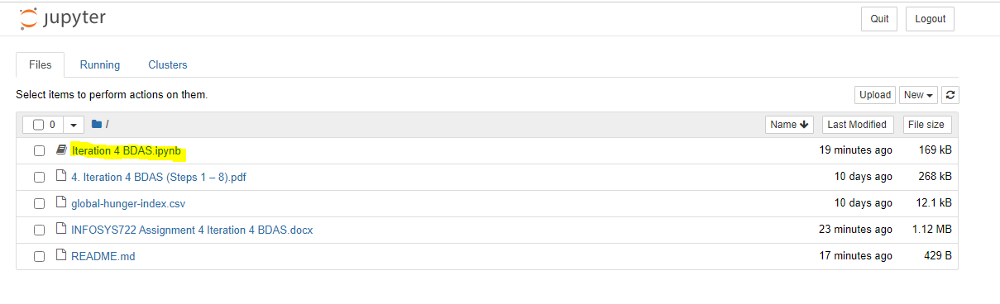 jupyter
Quit Logout
Files Running Clusters
Select items to perform actions on them.
Upload New
0 / Name Last Modified File size
Iteration 4 BDAS.ipynb 19 minutes ago 169 kB
4. Iteration 4 BDAS (Steps 1 – 8).pdf 10 days ago 268 kB
global-hunger-index.csv 10 days ago 12.1 kB
INFOSYS722 Assignment 4 Iteration 4 BDAS.docx 23 minutes ago 1.12 MB
README.md 17 minutes ago 429 B